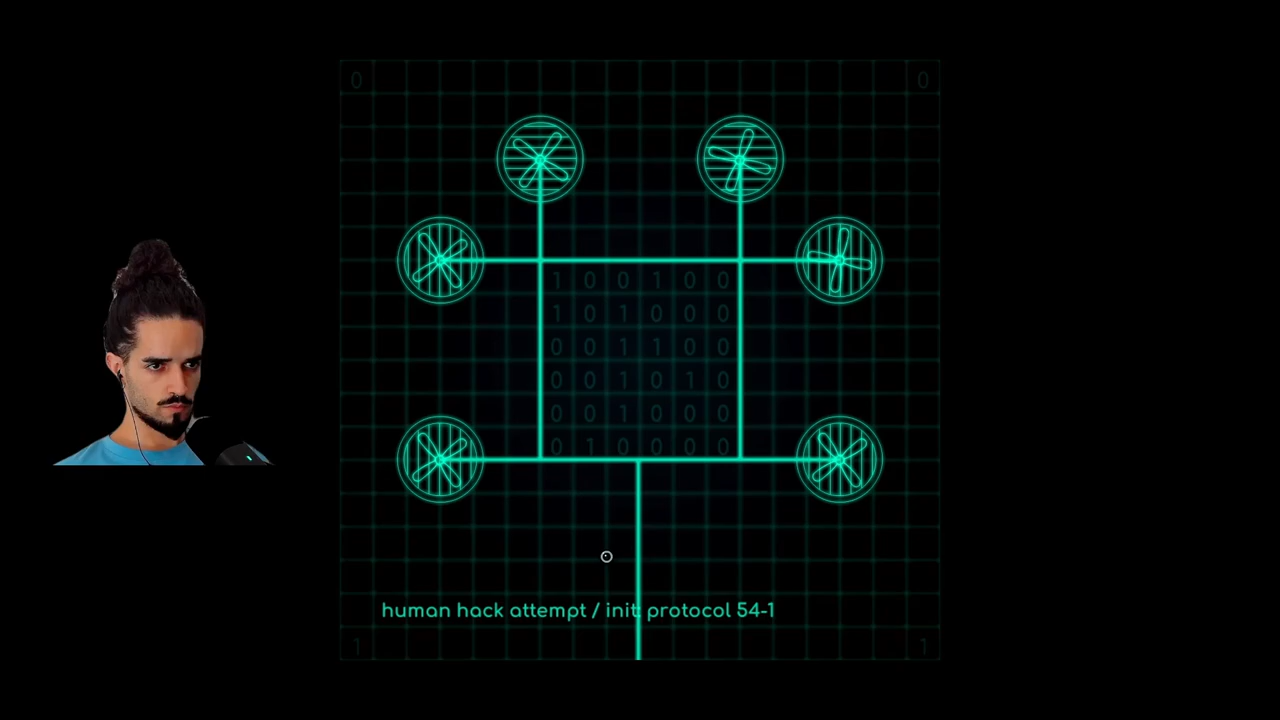 0 0
1 0 0 1 0 0
1 0 1 0 0 0
0 0 1 1 0 0
0 0 1 0 1 0
0 0 1 0 0 0
0 1 0 0 0 0
human hack attempt / init: protocol 54-1
1 1